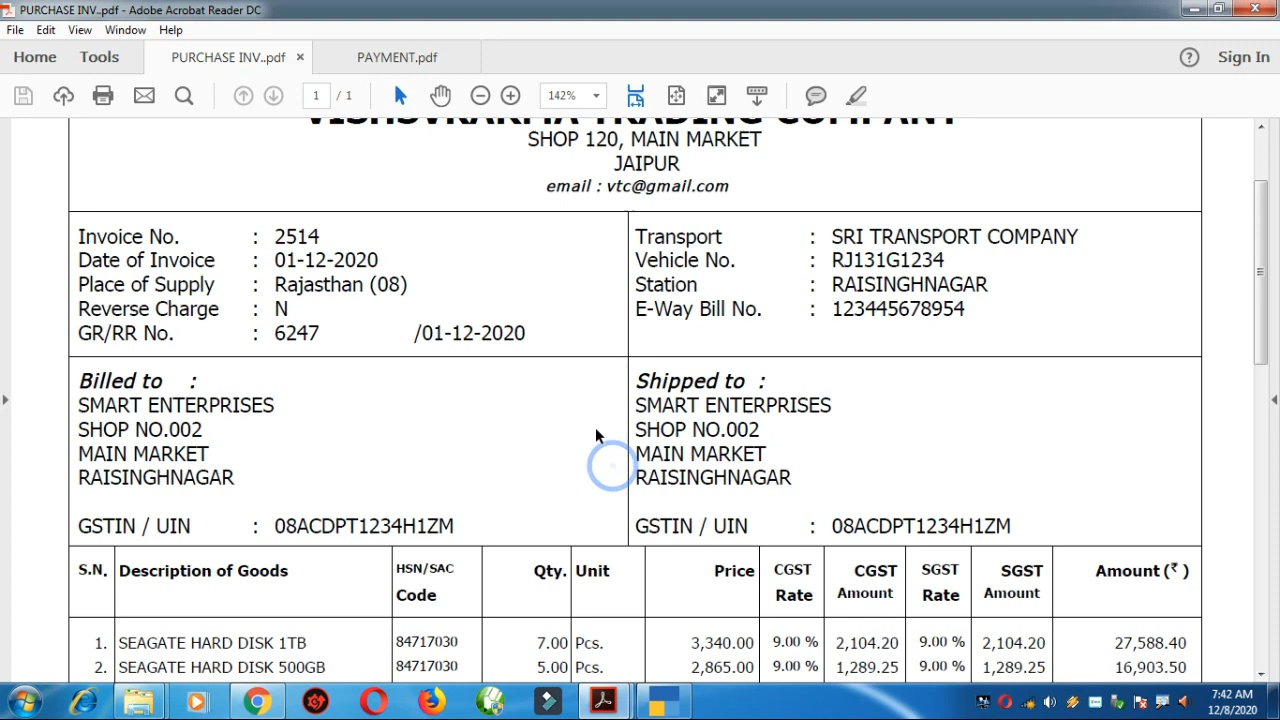 PURCHASE INV..pdf - Adobe Acrobat Reader DC
File Edit View Window Help
Home Tools PURCHASE INV..pdf × PAYMENT.pdf Sign In
1 / 1 142%
TRADING COMPANY
SHOP 120, MAIN MARKET
JAIPUR
email : vtc@gmail.com
Invoice No. : 2514
Date of Invoice : 01-12-2020
Place of Supply : Rajasthan (08)
Reverse Charge : N
GR/RR No. : 6247 /01-12-2020
Transport : SRI TRANSPORT COMPANY
Vehicle No. : RJ131G1234
Station : RAISINGHNAGAR
E-Way Bill No. : 123445678954
Billed to :
SMART ENTERPRISES
SHOP NO.002
MAIN MARKET
RAISINGHNAGAR
GSTIN / UIN : 08ACDPT1234H1ZM
Shipped to :
SMART ENTERPRISES
SHOP NO.002
MAIN MARKET
RAISINGHNAGAR
GSTIN / UIN : 08ACDPT1234H1ZM
S.N. Description of Goods HSN/SAC Code Qty. Unit Price CGST Rate CGST Amount SGST Rate SGST Amount Amount (₹ )
1. SEAGATE HARD DISK 1TB 84717030 7.00 Pcs. 3,340.00 9.00 % 2,104.20 9.00 % 2,104.20 27,588.40
2. SEAGATE HARD DISK 500GB 84717030 5.00 Pcs. 2,865.00 9.00 % 1,289.25 9.00 % 1,289.25 16,903.50
7:42 AM
12/8/2020